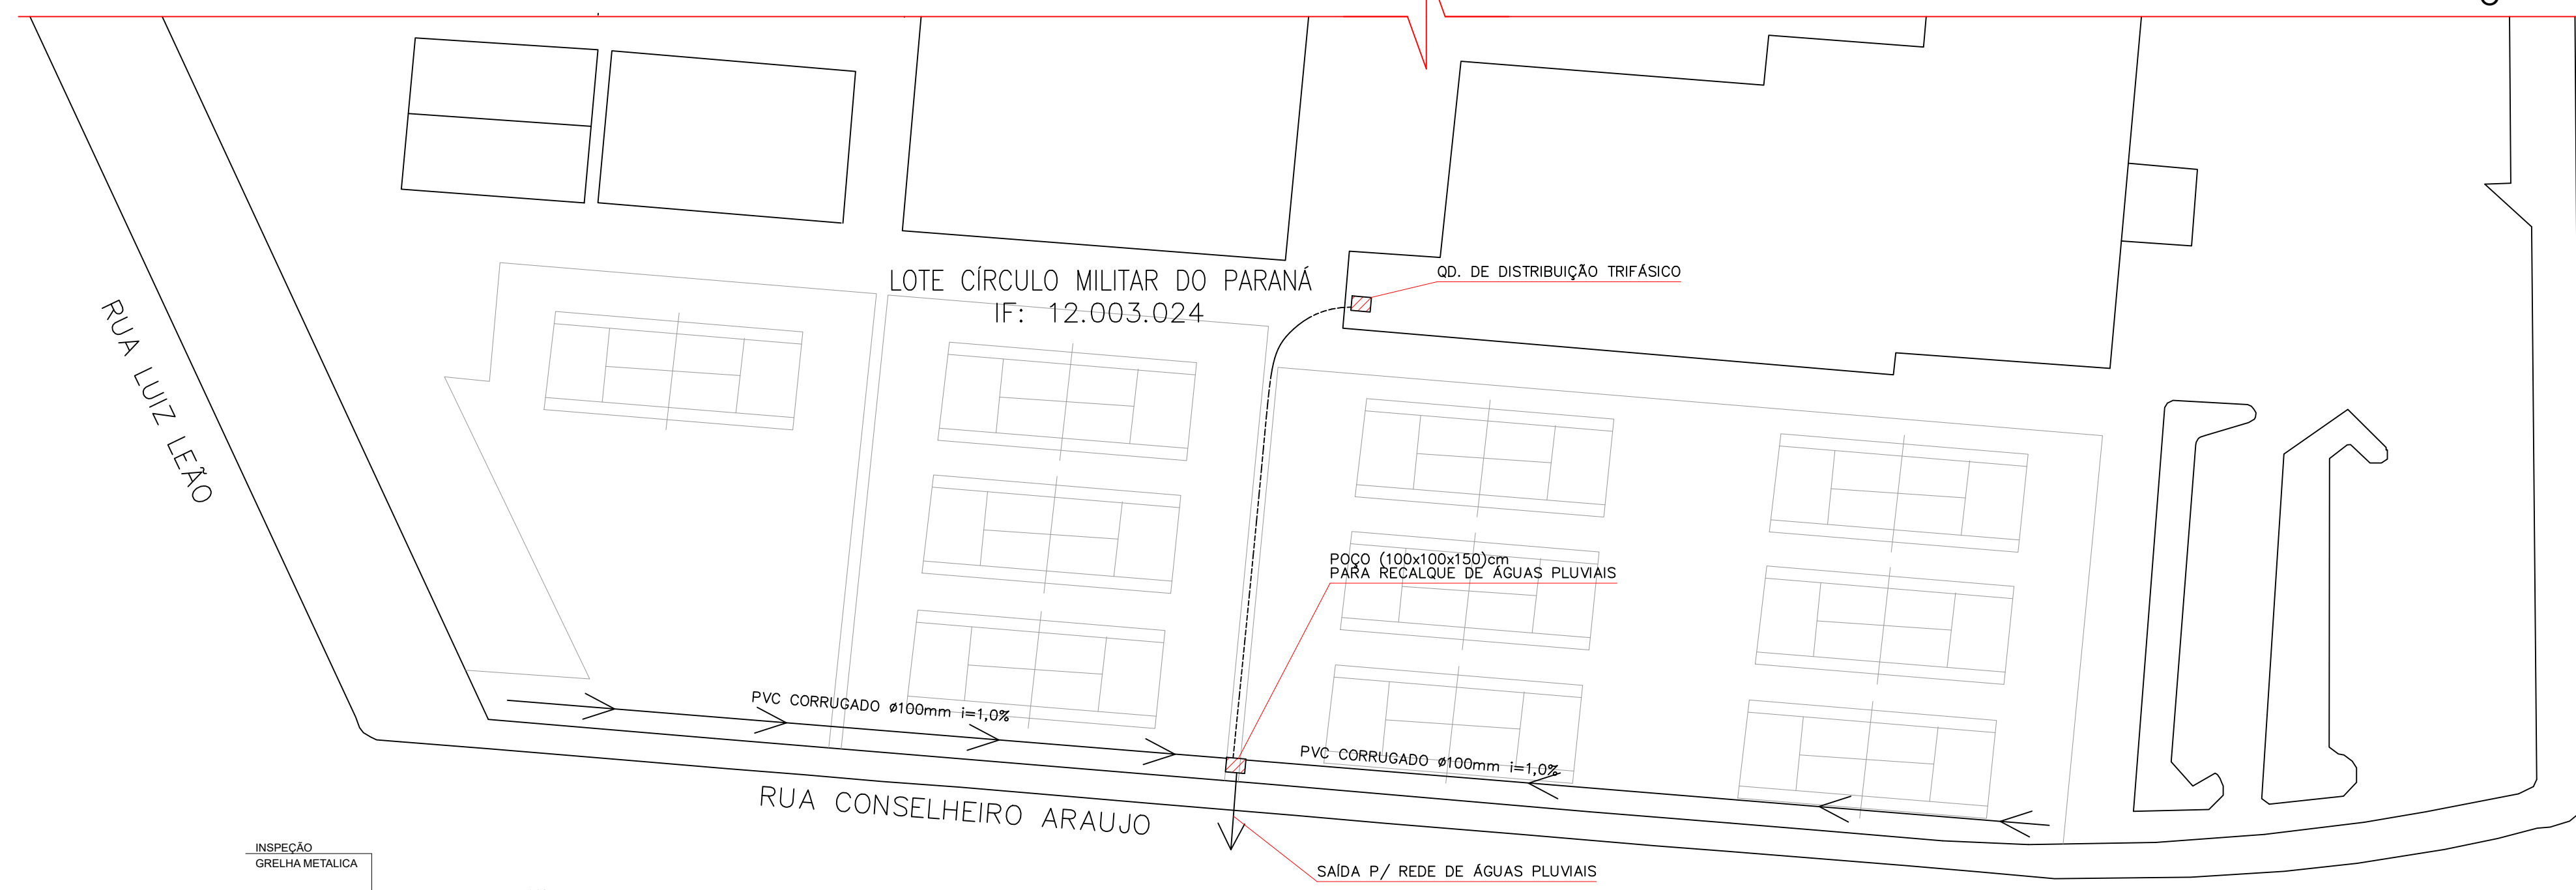 LOTE CÍRCULO MILITAR DO PARANÁ
IF: 12.003.024
QD. DE DISTRIBUIÇÃO TRIFÁSICO
RUA LUIZ LEÃO
POÇO (100x100x150)cm
PARA RECALQUE DE ÁGUAS PLUVIAIS
PVC CORRUGADO ø100mm i=1,0%
PVC CORRUGADO ø100mm i=1,0%
RUA CONSELHEIRO ARAUJO
SAÍDA P/ REDE DE ÁGUAS PLUVIAIS
INSPEÇÃO
GRELHA METALICA